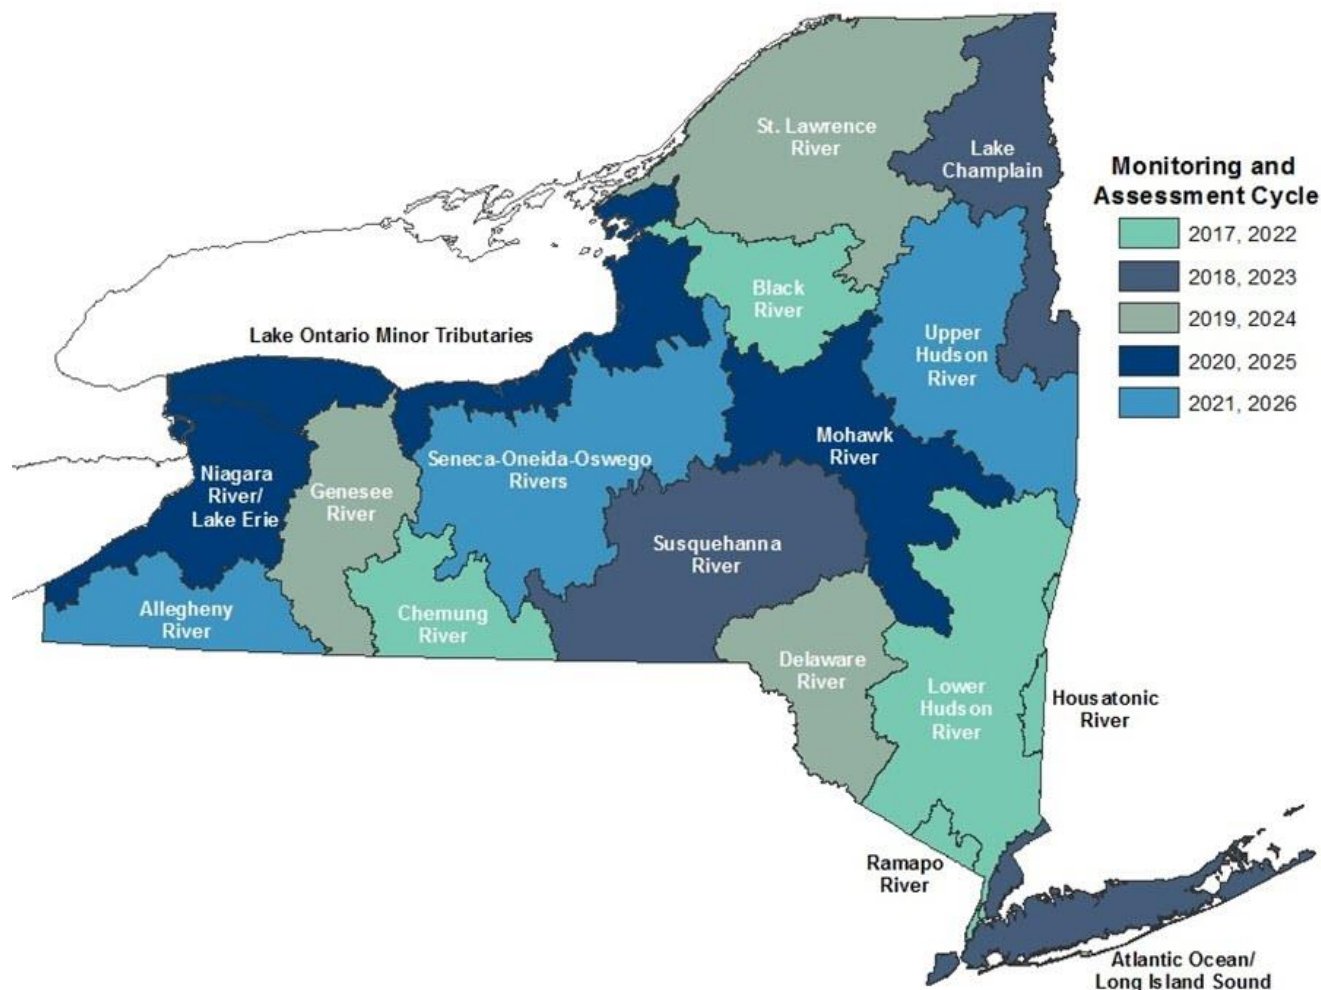 St. Lawrence
River
Lake
Champlain
Monitoring and
Assessment Cycle
2017, 2022
2018, 2023
2019, 2024
2020, 2025
2021, 2026
Black
River
Lake Ontario Minor Tributaries
Upper
Hudson
River
Mohawk
River
Seneca-Oneida-Oswego
Rivers
Niagara
River/
Lake Erie
Genesee
River
Susquehanna
River
Allegheny
River
Chemung
River
Delaware
River
Lower
Hudson
River
Housatonic
River
Ramapo
River
Atlantic Ocean/
Long Island Sound